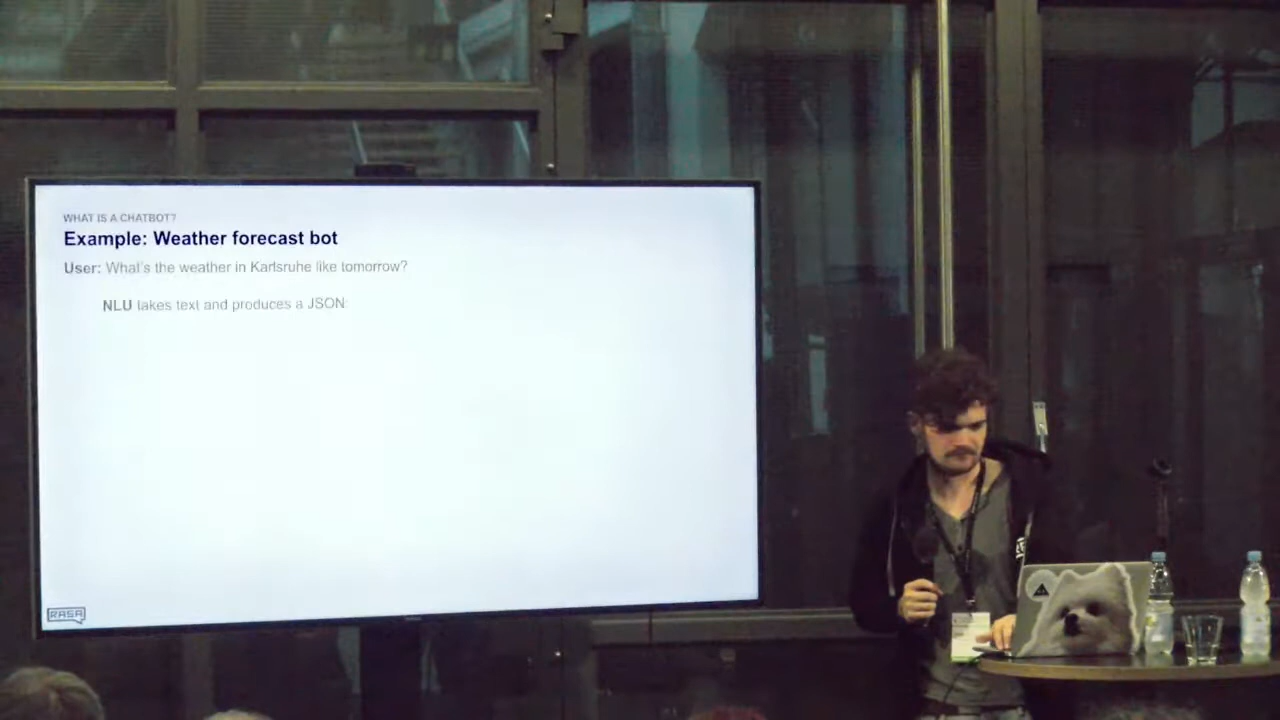 WHAT IS A CHATBOT?
Example: Weather forecast bot
User: What's the weather in Karlsruhe like tomorrow?
NLU takes text and produces a JSON:
RASA